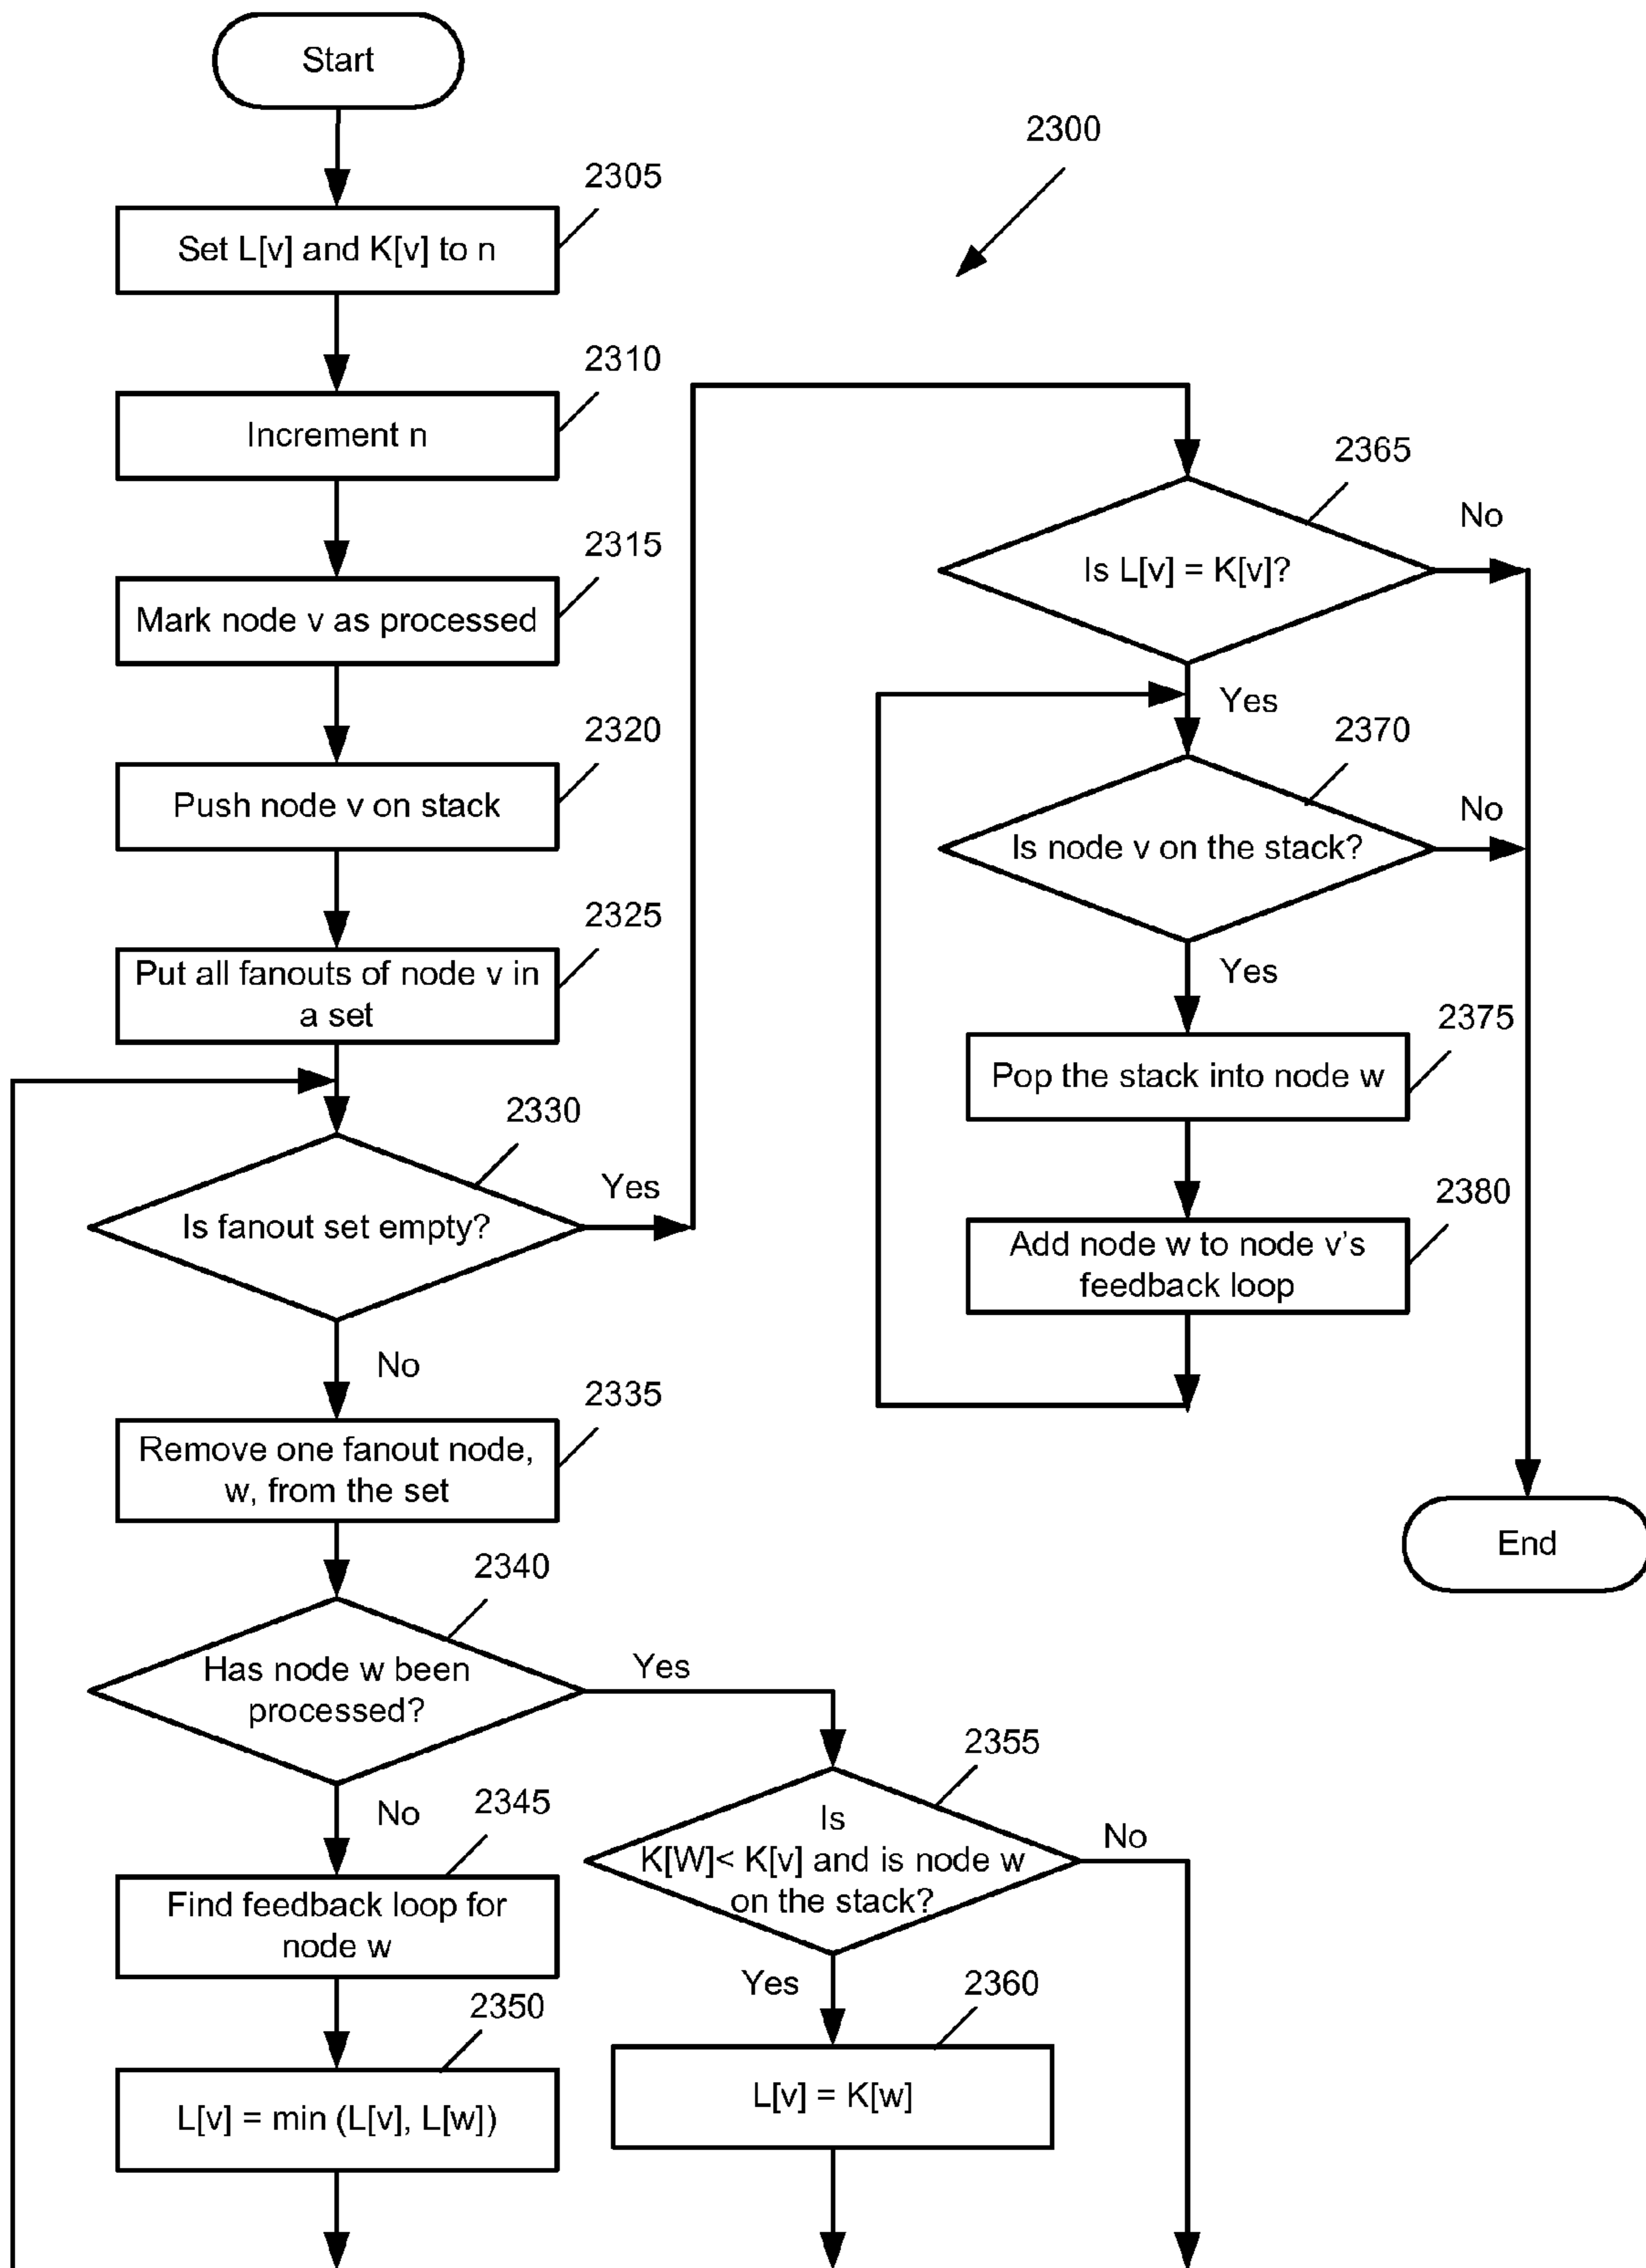 Start
2300
2305
Set L[v] and K[v] to n
2310
Increment n
2315
Mark node v as processed
2320
Push node v on stack
2325
Put all fanouts of node v in
a set
2330
Is fanout set empty?
Yes
No
2335
Remove one fanout node,
w, from the set
2340
Has node w been
processed?
Yes
No
2345
Find feedback loop for
node w
2350
L[v] = min (L[v], L[w])
2355
Is
K[W]< K[v] and is node w
on the stack?
No
Yes
2360
L[v] = K[w]
2365
Is L[v] = K[v]?
No
Yes
2370
Is node v on the stack?
No
Yes
2375
Pop the stack into node w
2380
Add node w to node v's
feedback loop
End